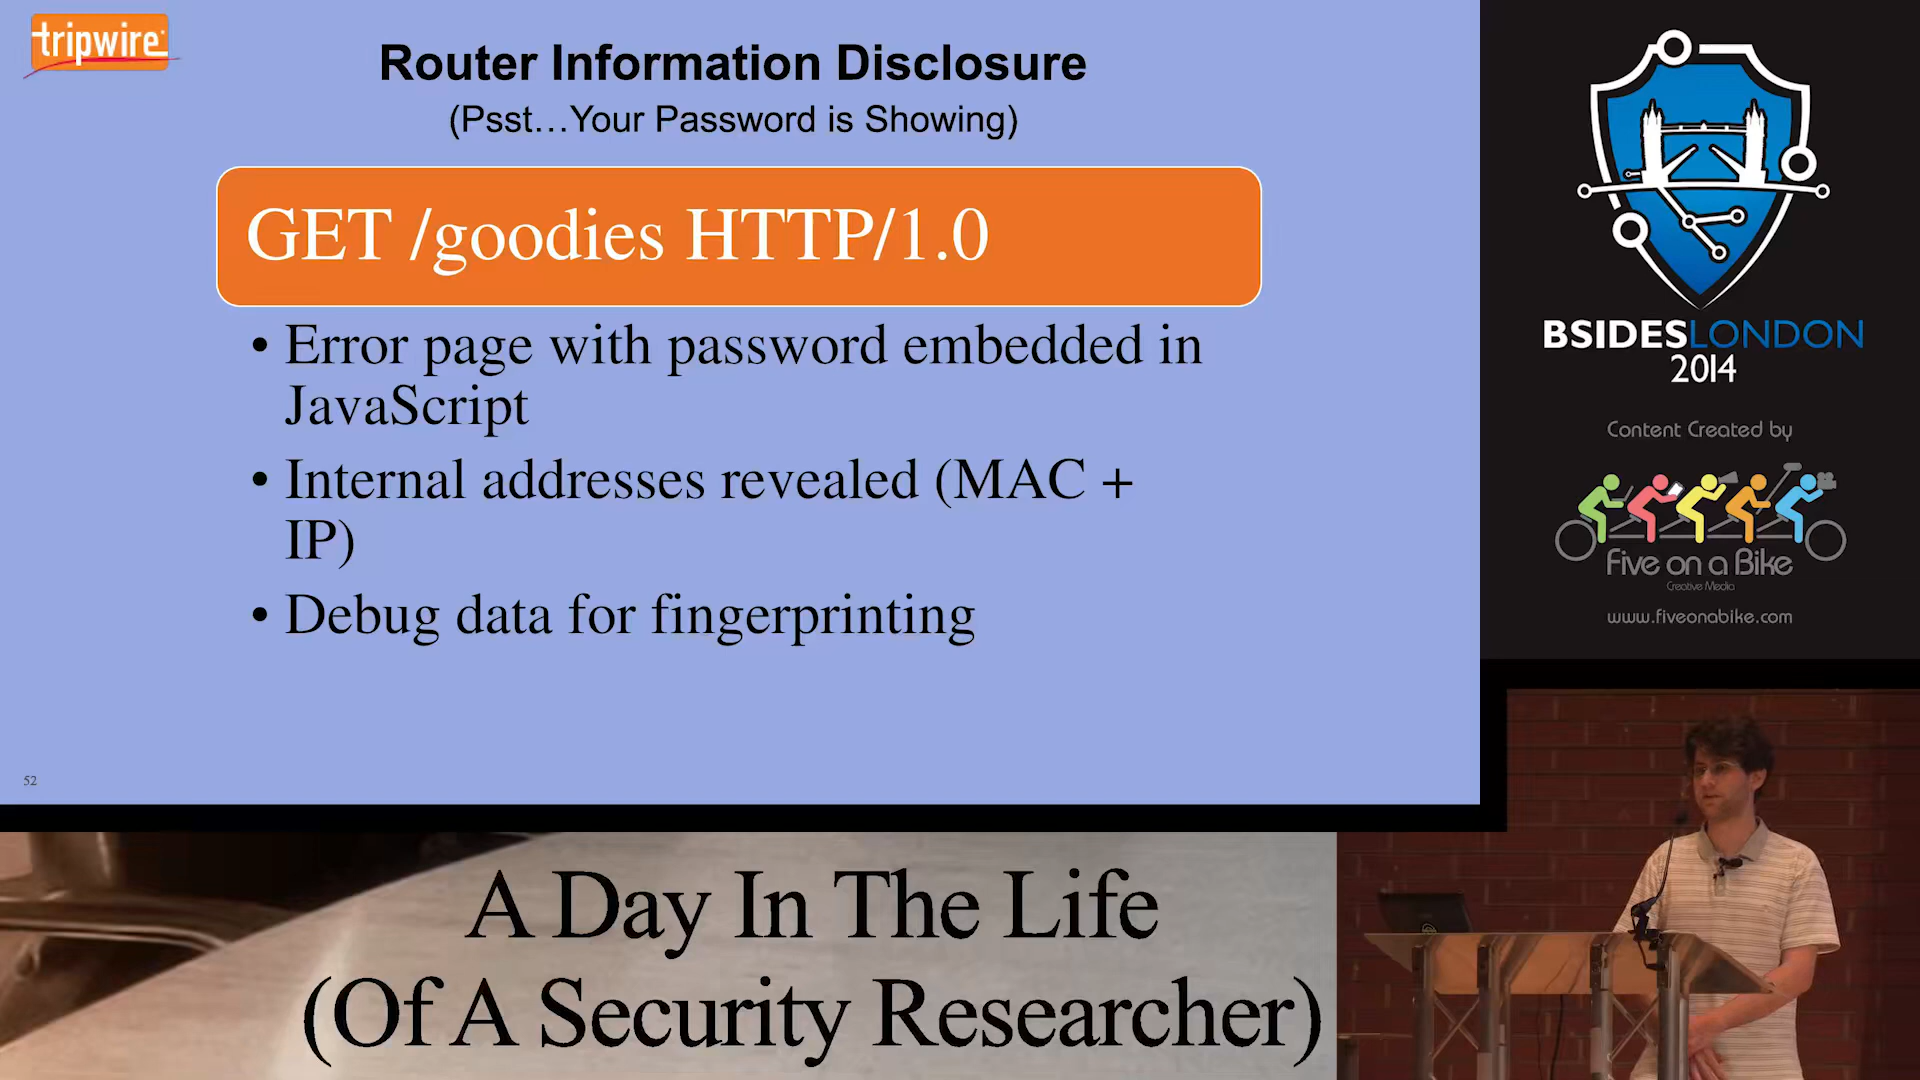 tripwire
Router Information Disclosure
(Psst…Your Password is Showing)
GET /goodies HTTP/1.0
• Error page with password embedded in
JavaScript
• Internal addresses revealed (MAC +
IP)
• Debug data for fingerprinting
52
BSIDESLONDON
2014
Content Created by
Five on a Bike
Creative Media
www.fiveonabike.com
A Day In The Life
(Of A Security Researcher)